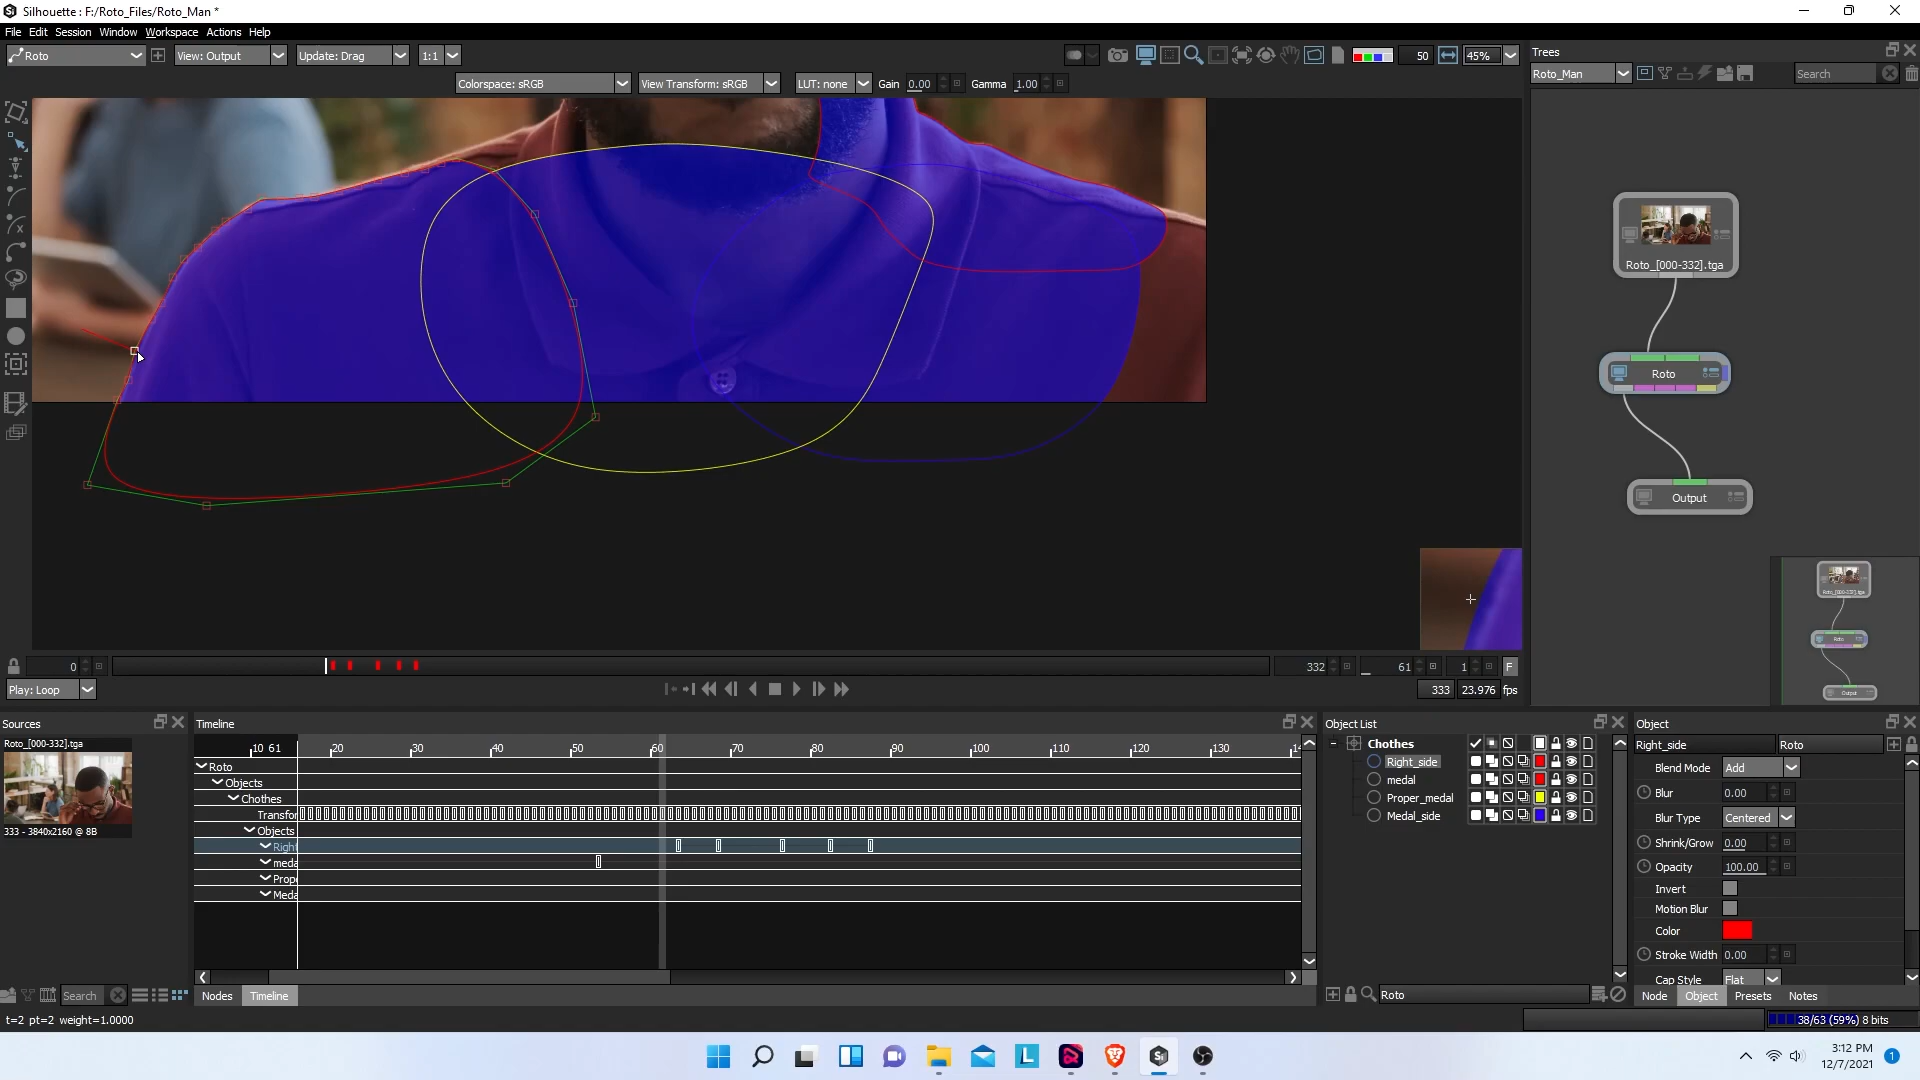 Silhouette : F:/Roto_Files/Roto_Man *
File Edit Session Window Workspace Actions Help
Roto View: Output Update: Drag 1:1 50 45%
Colorspace: sRGB View Transform: sRGB LUT: none Gain 0.00 Gamma 1.00
Trees
Roto_Man Search
Roto_[000-332].tga
Roto
Output
0 332 61 1 F
Play: Loop 333 23.976 fps
Sources
Roto_[000-332].tga
333 - 3840x2160 @ 8B
Search
Timeline
10 61 20 30 40 50 60 70 80 90 100 110 120 130 14
Roto
Objects
Clothes
Transfor
Objects
Right
meda
Prop
Meda
Nodes Timeline
Object List
Clothes
Right_side
medal
Proper_medal
Medal_side
Roto
Object
Right_side Roto
Blend Mode Add
Blur 0.00
Blur Type Centered
Shrink/Grow 0.00
Opacity 100.00
Invert
Motion Blur
Color
Stroke Width 0.00
Cap Style Flat
Node Object Presets Notes
t=2 pt=2 weight=1.0000
38/63 (59%) 8 bits
3:12 PM
12/7/2021
1